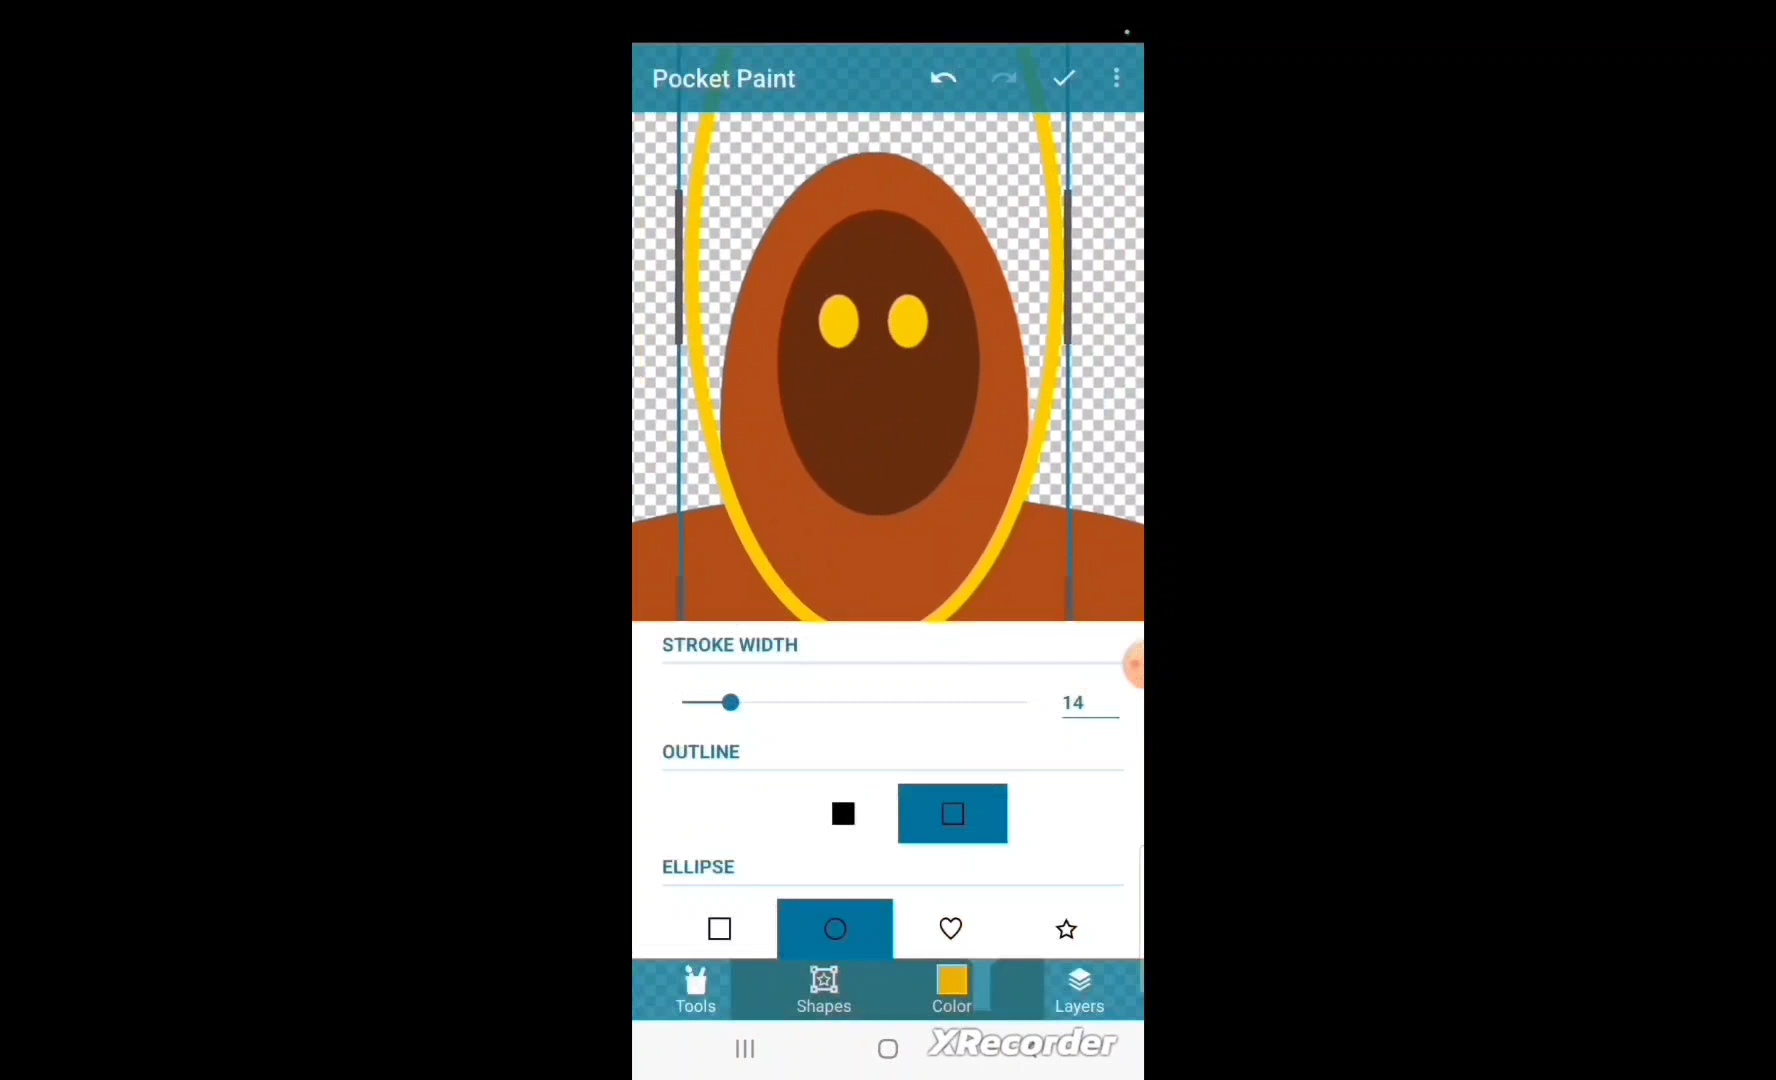 Pocket Paint
STROKE WIDTH
14
OUTLINE
ELLIPSE
Tools
Shapes
Color
Layers
XRecorder